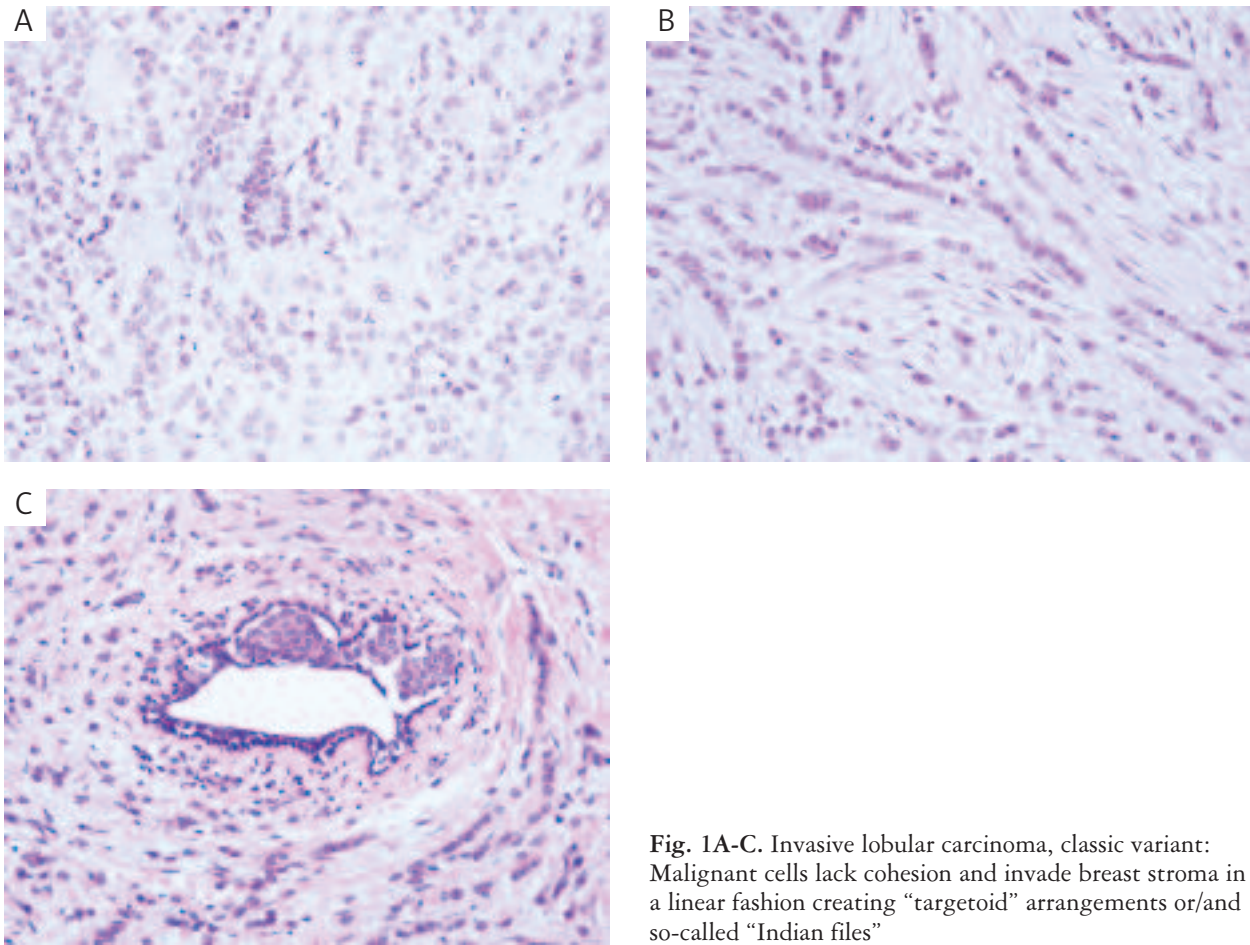 A
B
C
Fig. 1A-C. Invasive lobular carcinoma, classic variant:
Malignant cells lack cohesion and invade breast stroma in
a linear fashion creating “targetoid” arrangements or/and
so-called “Indian files”